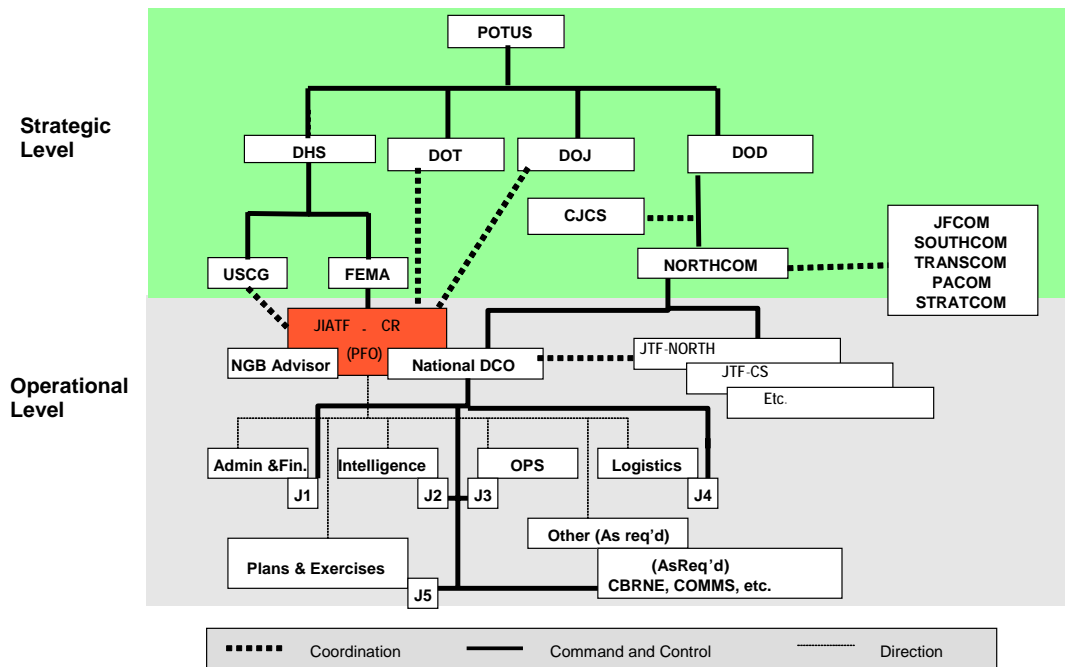 POTUS
Strategic
Level
DHS
DOT
DOJ
DOD
CJCS
JFCOM
SOUTHCOM
TRANSCOM
PACOM
STRATCOM
USCG
FEMA
NORTHCOM
JIATF - CR
(PFO)
NGB Advisor
National DCO
JTF-NORTH
JTF-CS
Etc.
Operational
Level
Admin &Fin.
Intelligence
OPS
Logistics
J1
J2
J3
J4
Other (As req'd)
Plans & Exercises
(AsReq'd)
CBRNE, COMMS, etc.
J5
Coordination
Command and Control
Direction